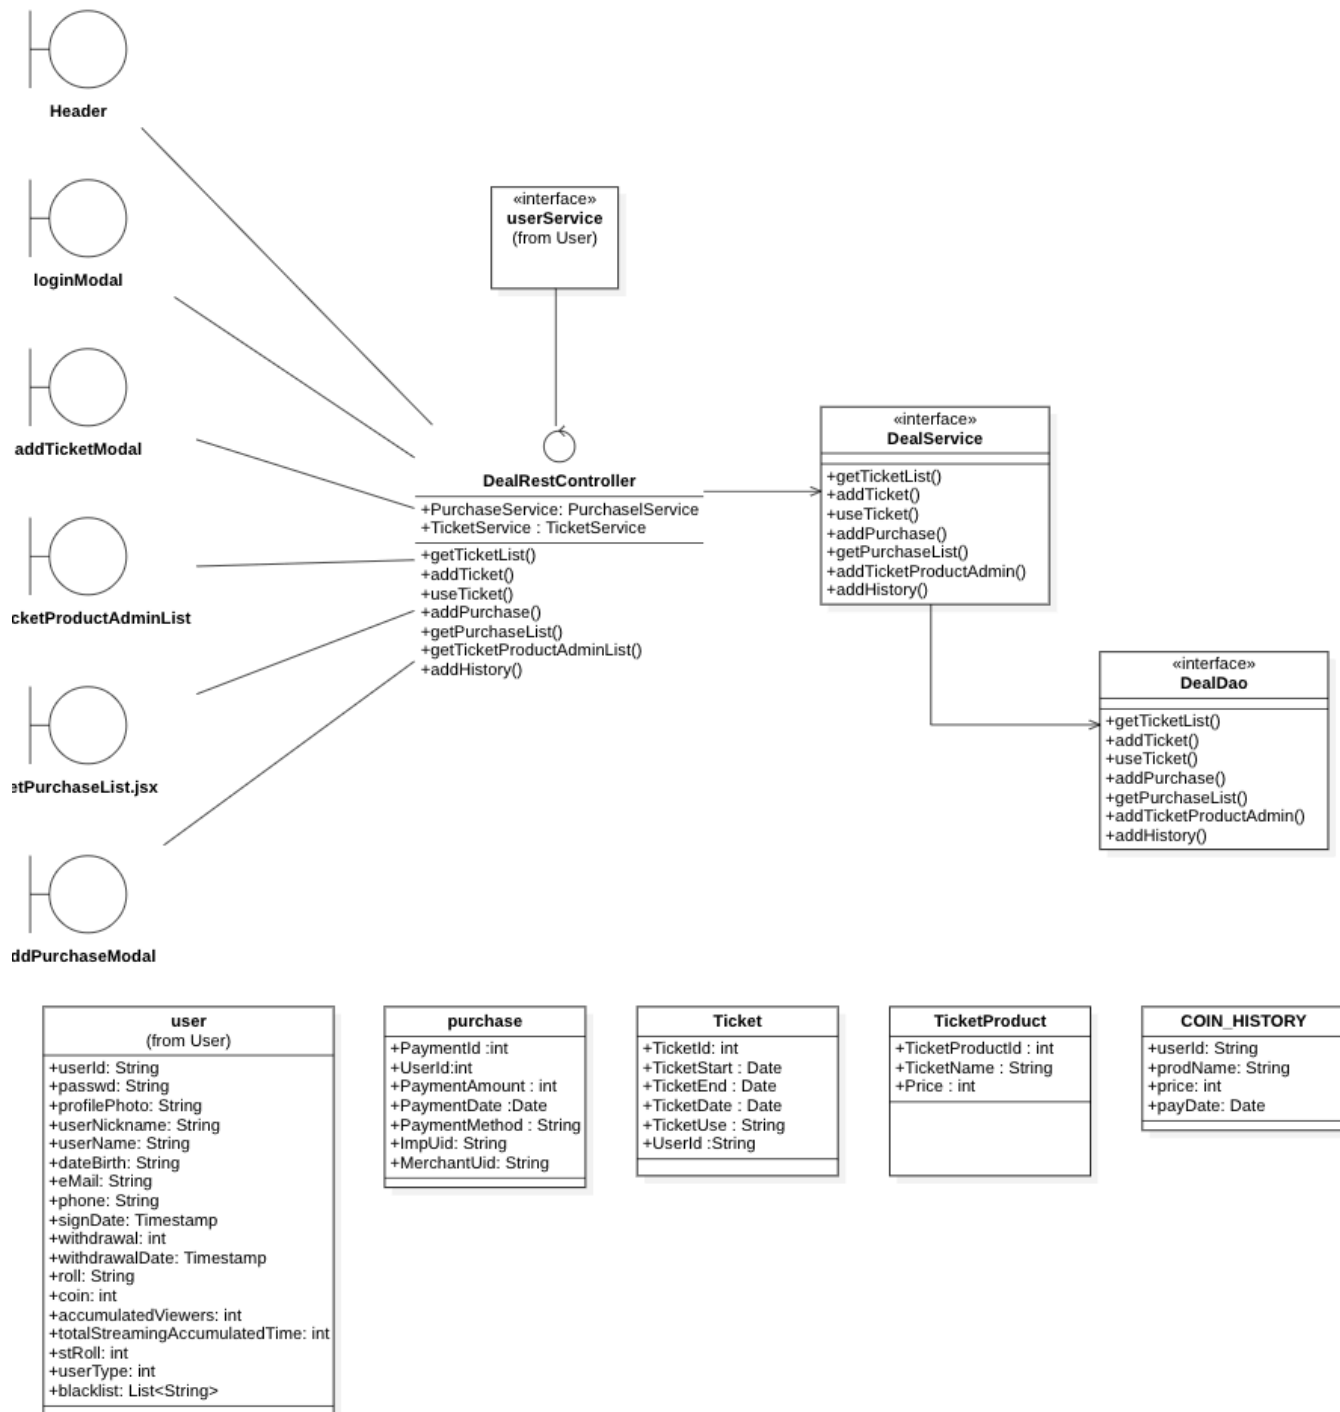 Header
loginModal
addTicketModal
cketProductAdminList
etPurchaseList.jsx
ddPurchaseModal
«interface»
userService
(from User)
DealRestController
+PurchaseService: PurchaselService
+TicketService : TicketService
+getTicketList()
+addTicket()
+useTicket()
+addPurchase()
+getPurchaseList()
+getTicketProductAdminList()
+addHistory()
«interface»
DealService
+getTicketList()
+addTicket()
+useTicket()
+addPurchase()
+getPurchaseList()
+addTicketProductAdmin()
+addHistory()
«interface»
DealDao
+getTicketList()
+addTicket()
+useTicket()
+addPurchase()
+getPurchaseList()
+addTicketProductAdmin()
+addHistory()
user
(from User)
+userId: String
+passwd: String
+profilePhoto: String
+userNickname: String
+userName: String
+dateBirth: String
+eMail: String
+phone: String
+signDate: Timestamp
+withdrawal: int
+withdrawalDate: Timestamp
+roll: String
+coin: int
+accumulatedViewers: int
+totalStreamingAccumulatedTime: int
+stRoll: int
+userType: int
+blacklist: List<String>
purchase
+PaymentId :int
+UserId:int
+PaymentAmount : int
+PaymentDate :Date
+PaymentMethod : String
+ImpUid: String
+MerchantUid: String
Ticket
+TicketId: int
+TicketStart : Date
+TicketEnd : Date
+TicketDate : Date
+TicketUse : String
+UserId :String
TicketProduct
+TicketProductId : int
+TicketName : String
+Price : int
COIN_HISTORY
+userId: String
+prodName: String
+price: int
+payDate: Date